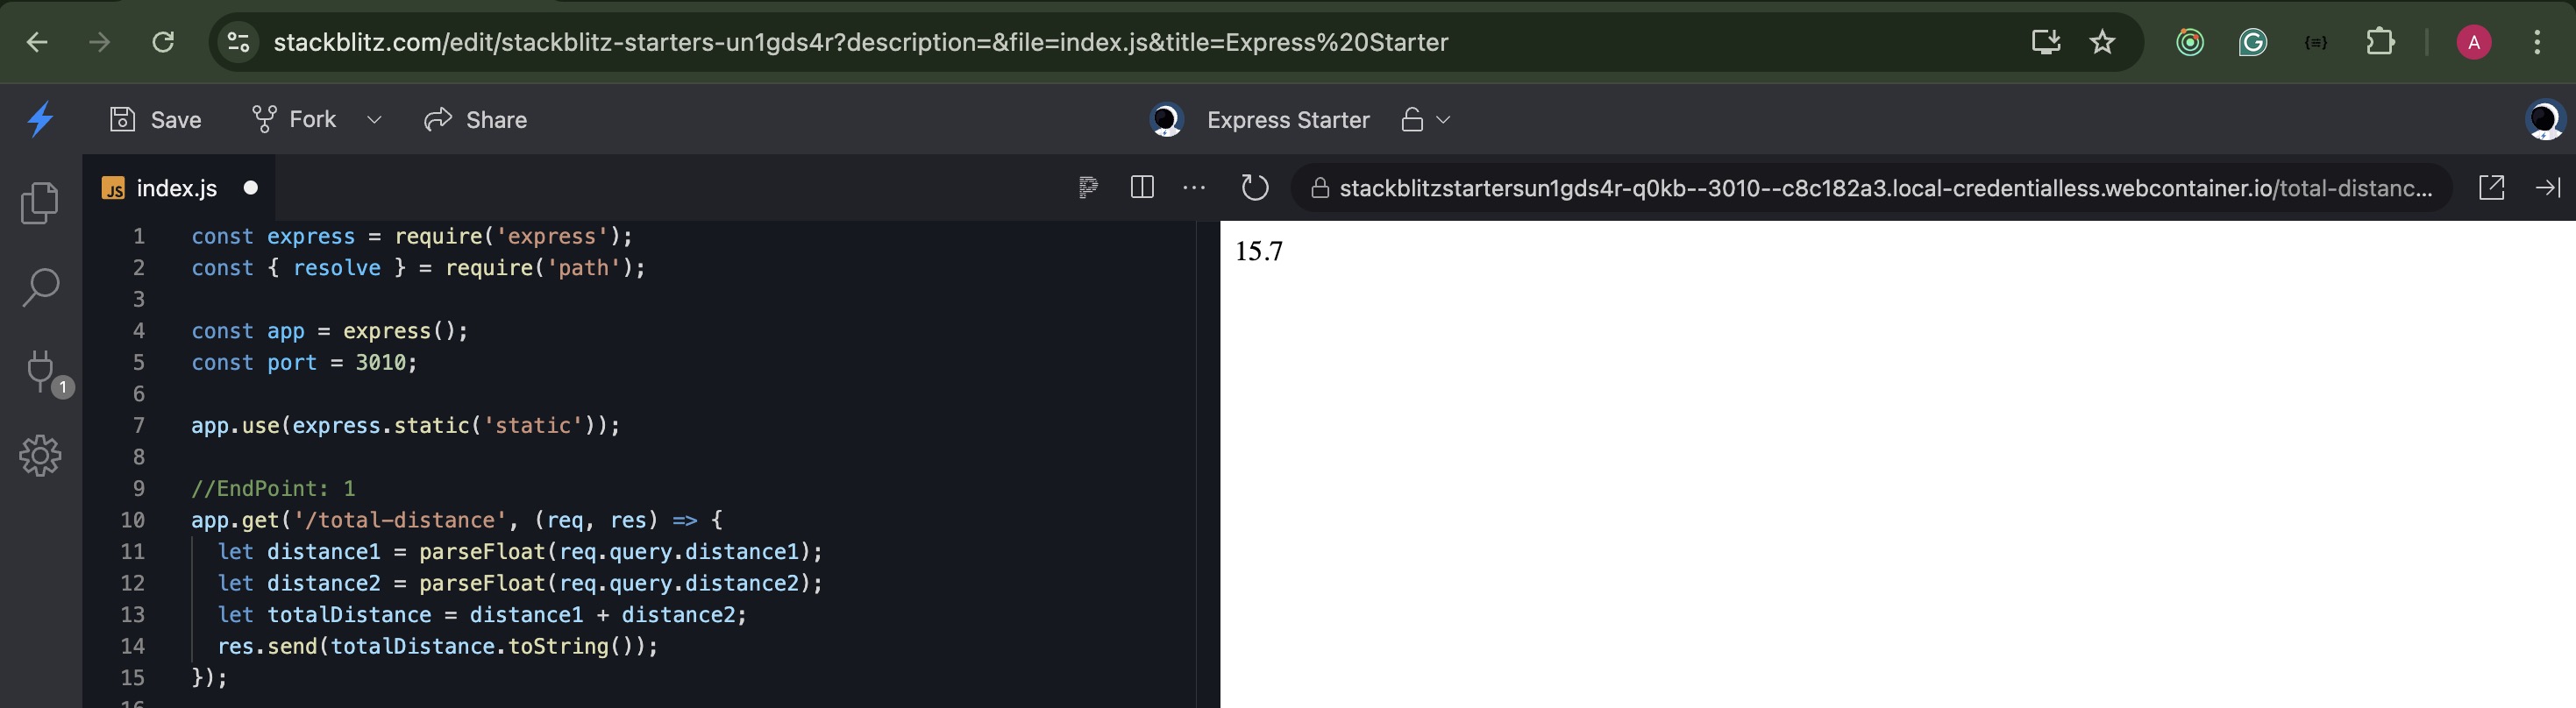 stackblitz.com/edit/stackblitz-starters-un1gds4r?description=&file=index.js&title=Express%20Starter
A
Save Fork Share Express Starter
JS index.js stackblitzstartersun1gds4r-q0kb--3010--c8c182a3.local-credentialless.webcontainer.io/total-distanc...
1 const express = require('express');
2 const { resolve } = require('path');
3
4 const app = express();
5 const port = 3010;
6
7 app.use(express.static('static'));
8
9 //EndPoint: 1
10 app.get('/total-distance', (req, res) => {
11 let distance1 = parseFloat(req.query.distance1);
12 let distance2 = parseFloat(req.query.distance2);
13 let totalDistance = distance1 + distance2;
14 res.send(totalDistance.toString());
15 });
16
1
15.7